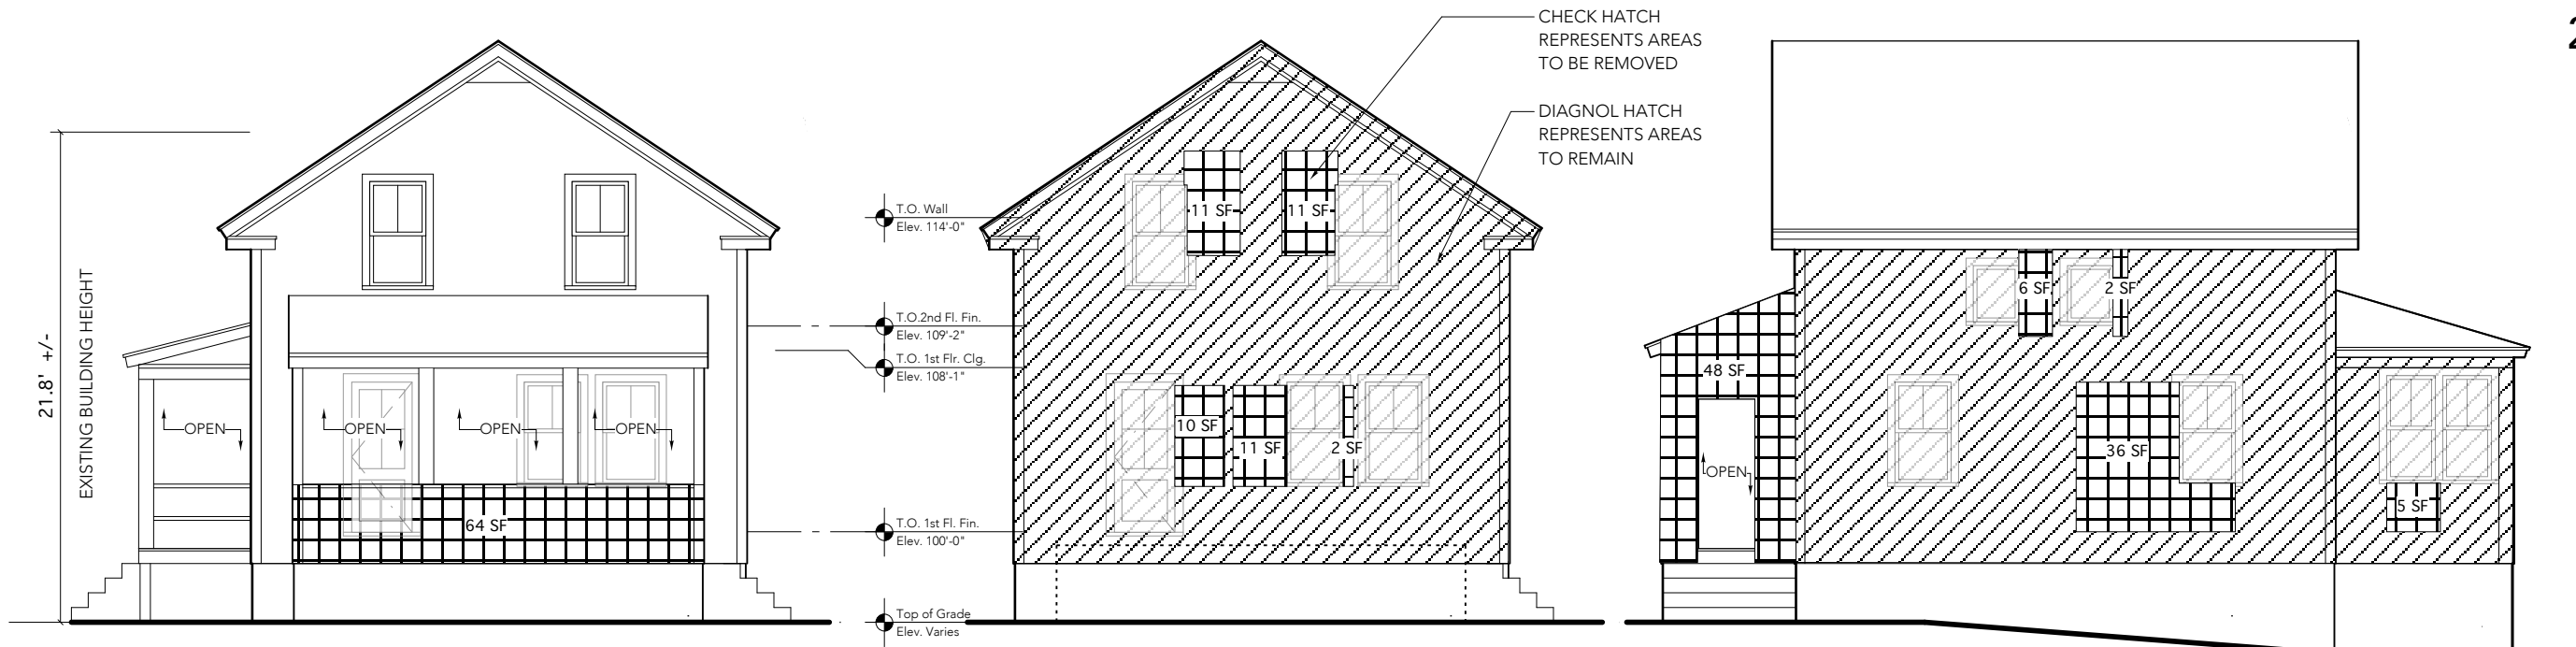 21.8' +/-
EXISTING BUILDING HEIGHT
OPEN
OPEN
OPEN
OPEN
64 SF
T.O. Wall
Elev. 114'-0"
T.O.2nd Fl. Fin.
Elev. 109'-2"
T.O. 1st Flr. Clg.
Elev. 108'-1"
T.O. 1st Fl. Fin.
Elev. 100'-0"
Top of Grade
Elev. Varies
CHECK HATCH
REPRESENTS AREAS
TO BE REMOVED
DIAGNOL HATCH
REPRESENTS AREAS
TO REMAIN
11 SF
11 SF
10 SF
11 SF
2 SF
6 SF
2 SF
48 SF
OPEN
36 SF
5 SF